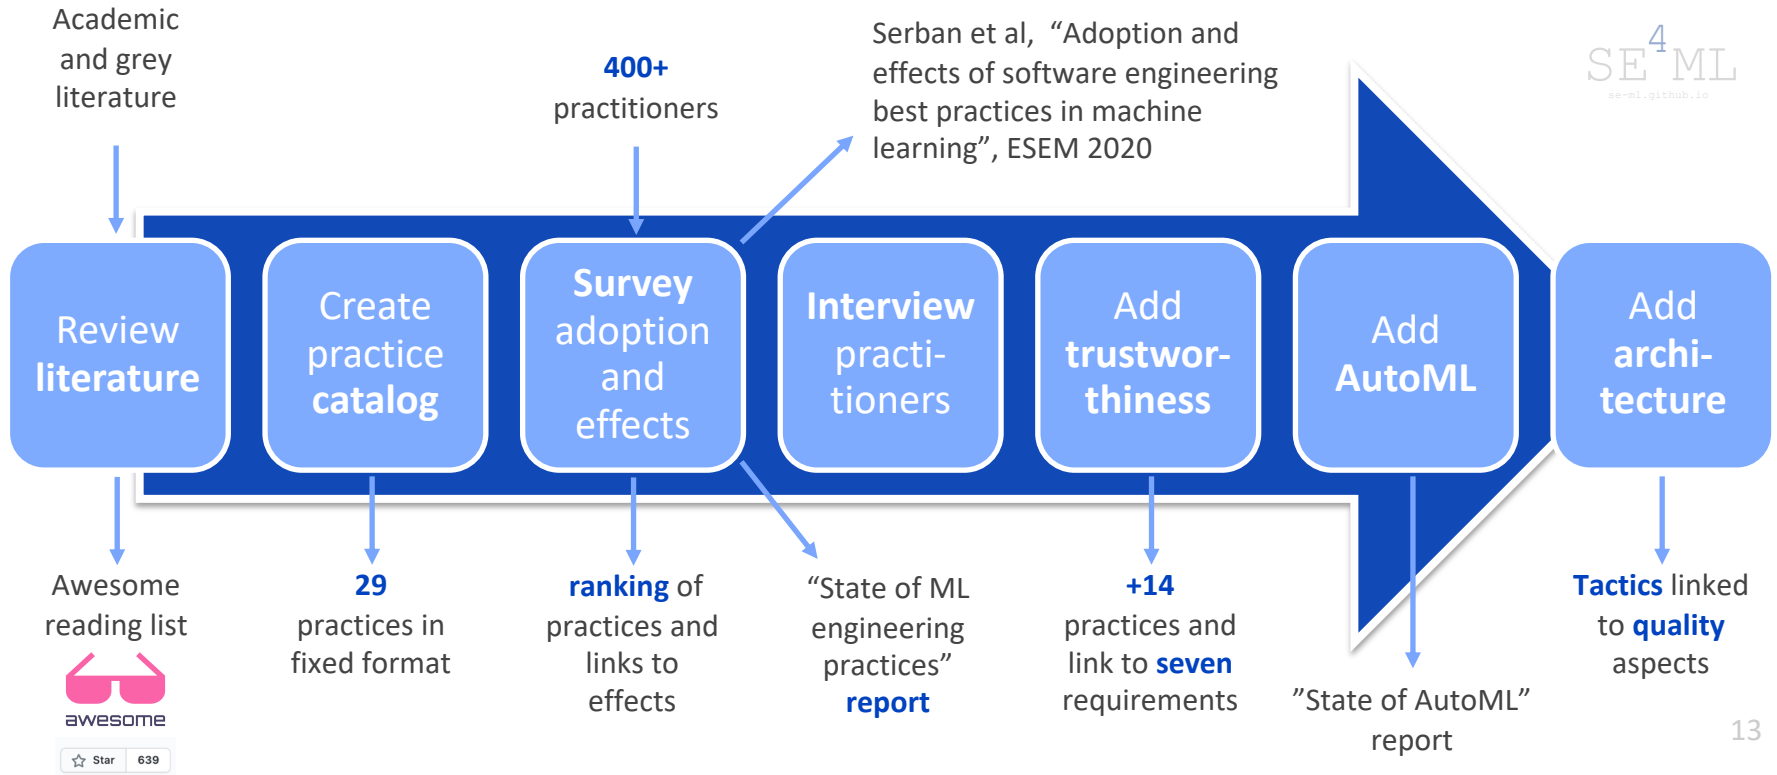 Academic
and grey
literature
400+
practitioners
Serban et al, “Adoption and
effects of software engineering
best practices in machine
learning”, ESEM 2020
SE4ML
se-ml.github.io
Review
literature
Create
practice
catalog
Survey
adoption
and
effects
Interview
practi-
tioners
Add
trustwor-
thiness
Add
AutoML
Add
archi-
tecture
Awesome
reading list
awesome
Star 639
29
practices in
fixed format
ranking of
practices and
links to
effects
“State of ML
engineering
practices”
report
+14
practices and
link to seven
requirements
”State of AutoML”
report
Tactics linked
to quality
aspects
13